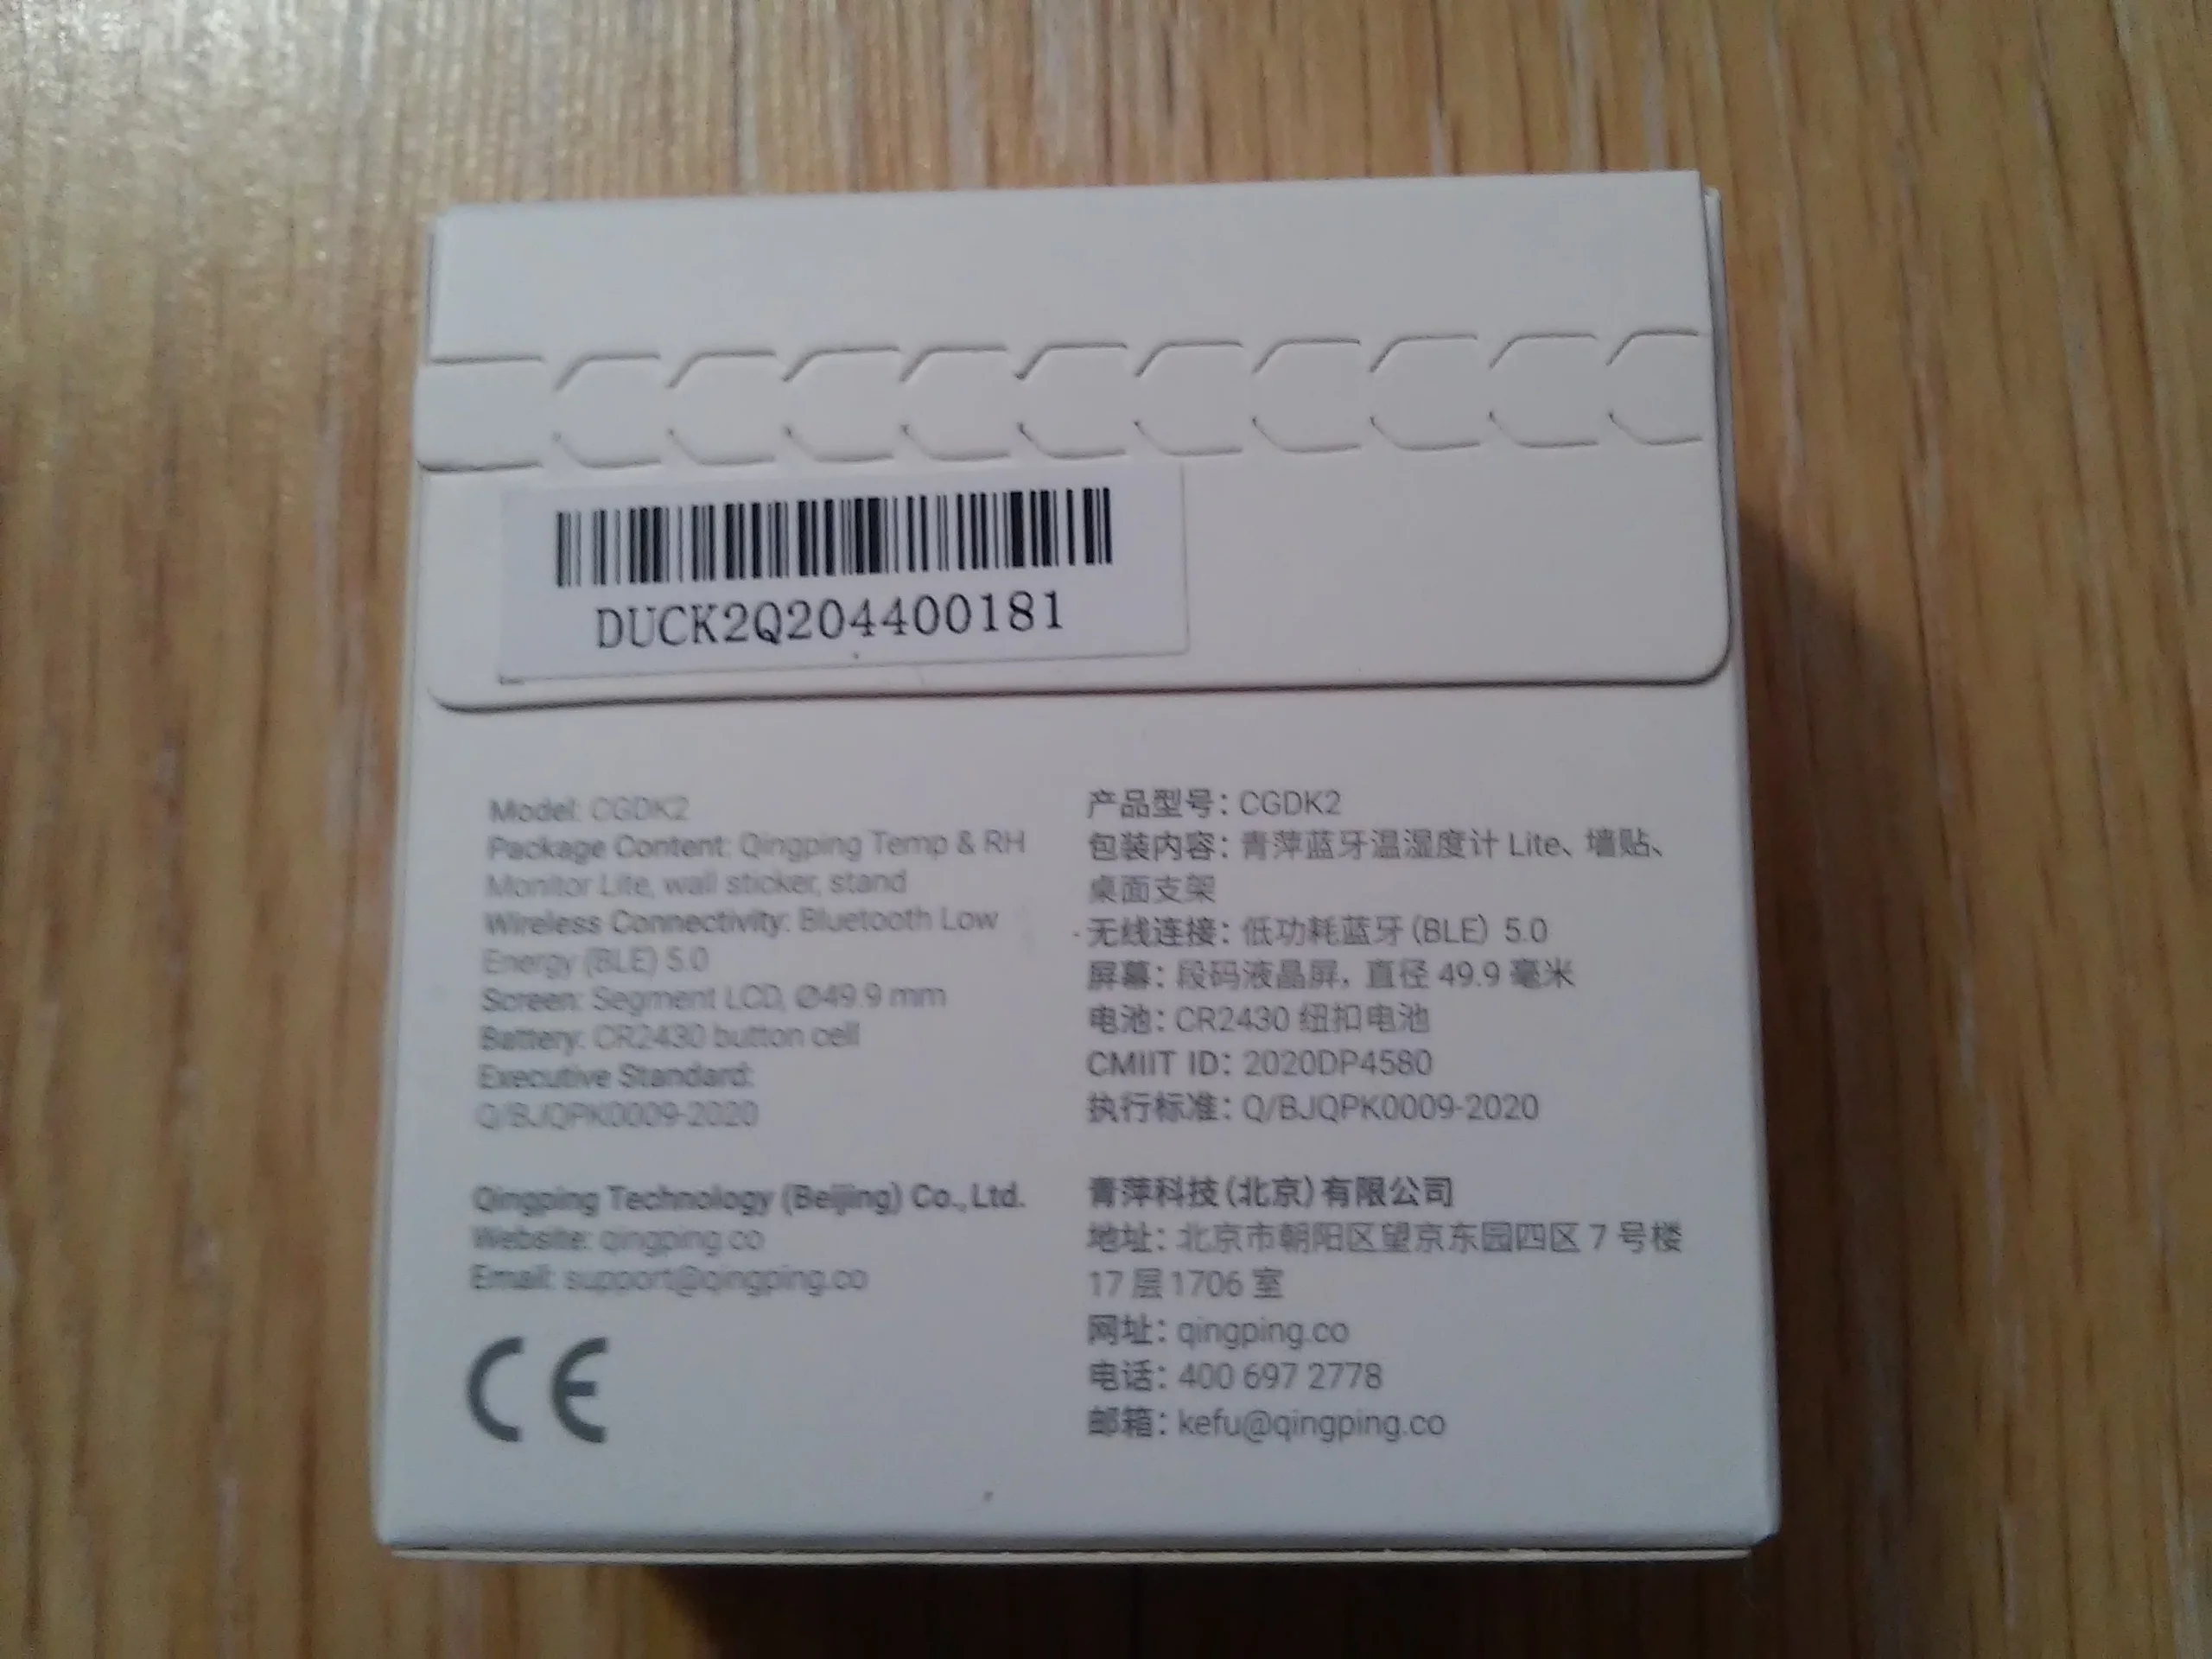 DUCK2Q204400181
Model: CGDK2
Package Content: Qingping Temp & RH
Monitor Lite, wall sticker, stand
Wireless Connectivity: Bluetooth Low
Energy (BLE) 5.0
Screen: Segment LCD, Ø49.9 mm
Battery: CR2430 button cell
Executive Standard:
Q/BJQPK0009-2020
Qingping Technology (Beijing) Co., Ltd.
Website: qingping.co
Email: support@qingping.co
CE
产品型号：CGDK2
包装内容：青萍蓝牙温湿度计 Lite、墙贴、
桌面支架
无线连接：低功耗蓝牙 (BLE) 5.0
屏幕：段码液晶屏，直径 49.9 毫米
电池：CR2430 纽扣电池
CMIIT ID：2020DP4580
执行标准：Q/BJQPK0009-2020
青萍科技（北京）有限公司
地址：北京市朝阳区望京东园四区 7 号楼
17 层 1706 室
网址：qingping.co
电话：400 697 2778
邮箱：kefu@qingping.co